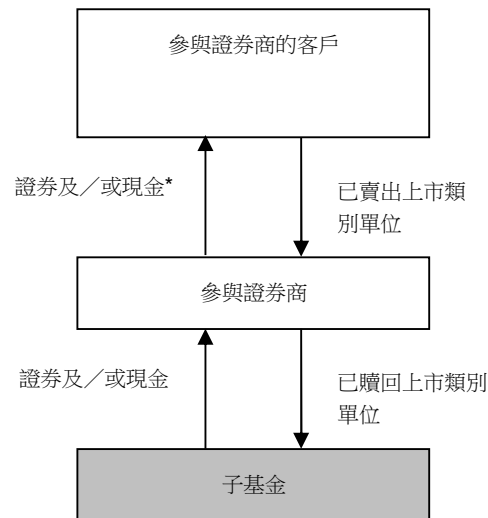 參與證券商的客戶
證券及／或現金*
已賣出上市類
別單位
參與證券商
證券及／或現金
已贖回上市類別
單位
子基金